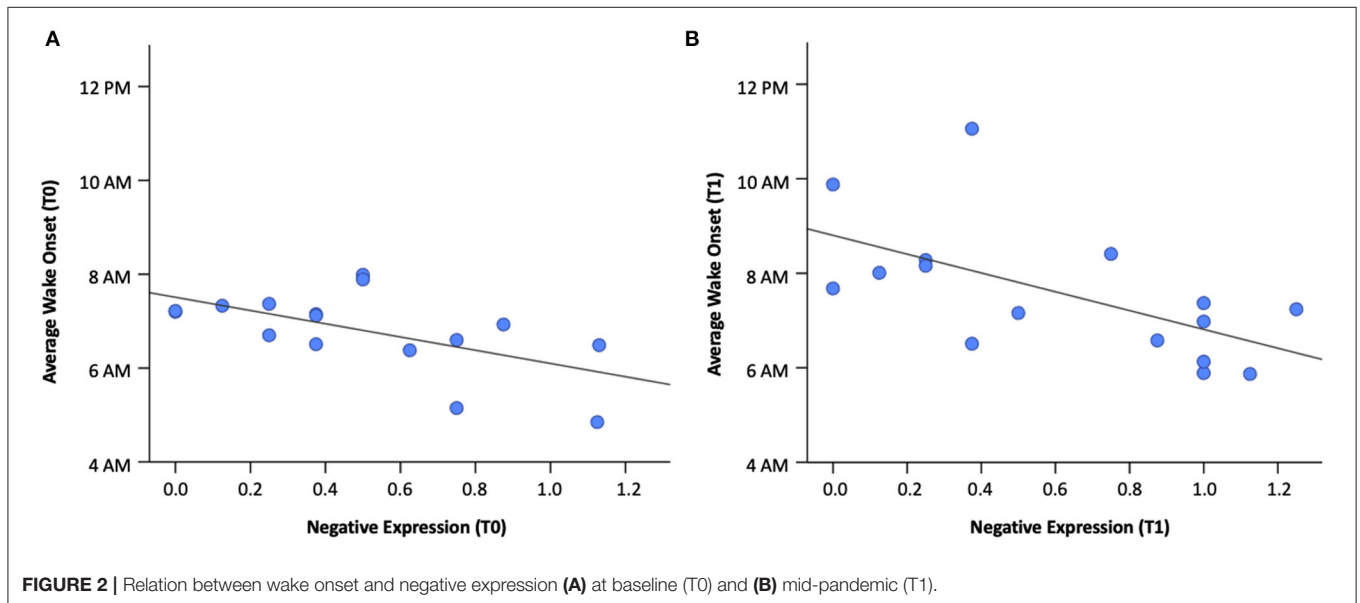 A
12 PM
10 AM
8 AM
6 AM
4 AM
Average Wake Onset (T0)
0.0 0.2 0.4 0.6 0.8 1.0 1.2
Negative Expression (T0)
B
12 PM
10 AM
8 AM
6 AM
4 AM
Average Wake Onset (T1)
0.0 0.2 0.4 0.6 0.8 1.0 1.2
Negative Expression (T1)
FIGURE 2 | Relation between wake onset and negative expression (A) at baseline (T0) and (B) mid-pandemic (T1).